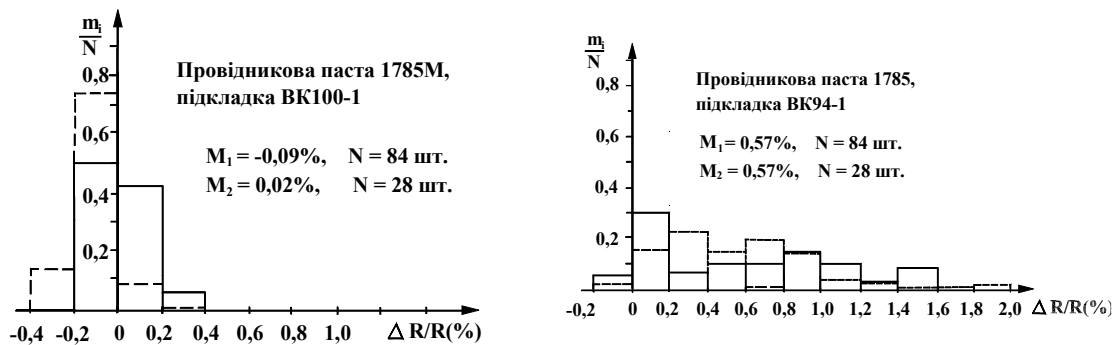 mᵢ
N
0,8
0,6
0,4
0,2
Провідникова паста 1785М,
підкладка ВК100-1
M₁ = -0,09%, N = 84 шт.
M₂ = 0,02%, N = 28 шт.
-0,4 -0,2 0 0,2 0,4 0,6 0,8 1,0 Δ R/R(%)
mᵢ
N
0,8
0,6
0,4
0,2
Провідникова паста 1785,
підкладка ВК94-1
M₁= 0,57%, N = 84 шт.
M₂ = 0,57%, N = 28 шт.
-0,2 0 0,2 0,4 0,6 0,8 1,0 1,2 1,4 1,6 1,8 2,0 Δ R/R(%)